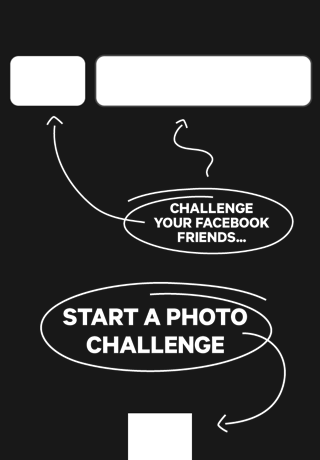 CHALLENGE
YOUR FACEBOOK
FRIENDS...
START A PHOTO
CHALLENGE